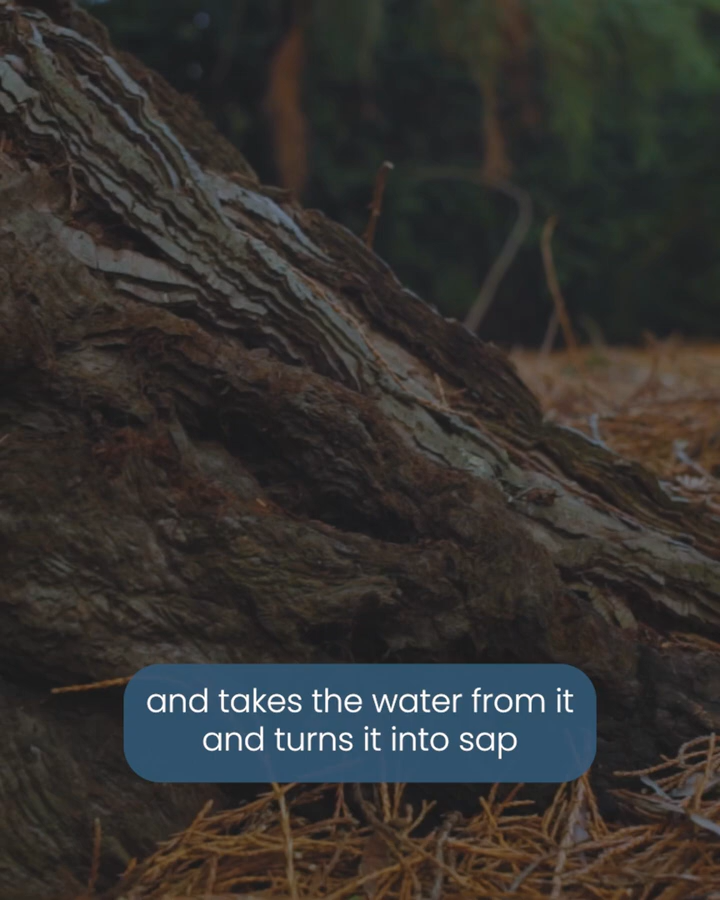 and takes the water from it
and turns it into sap